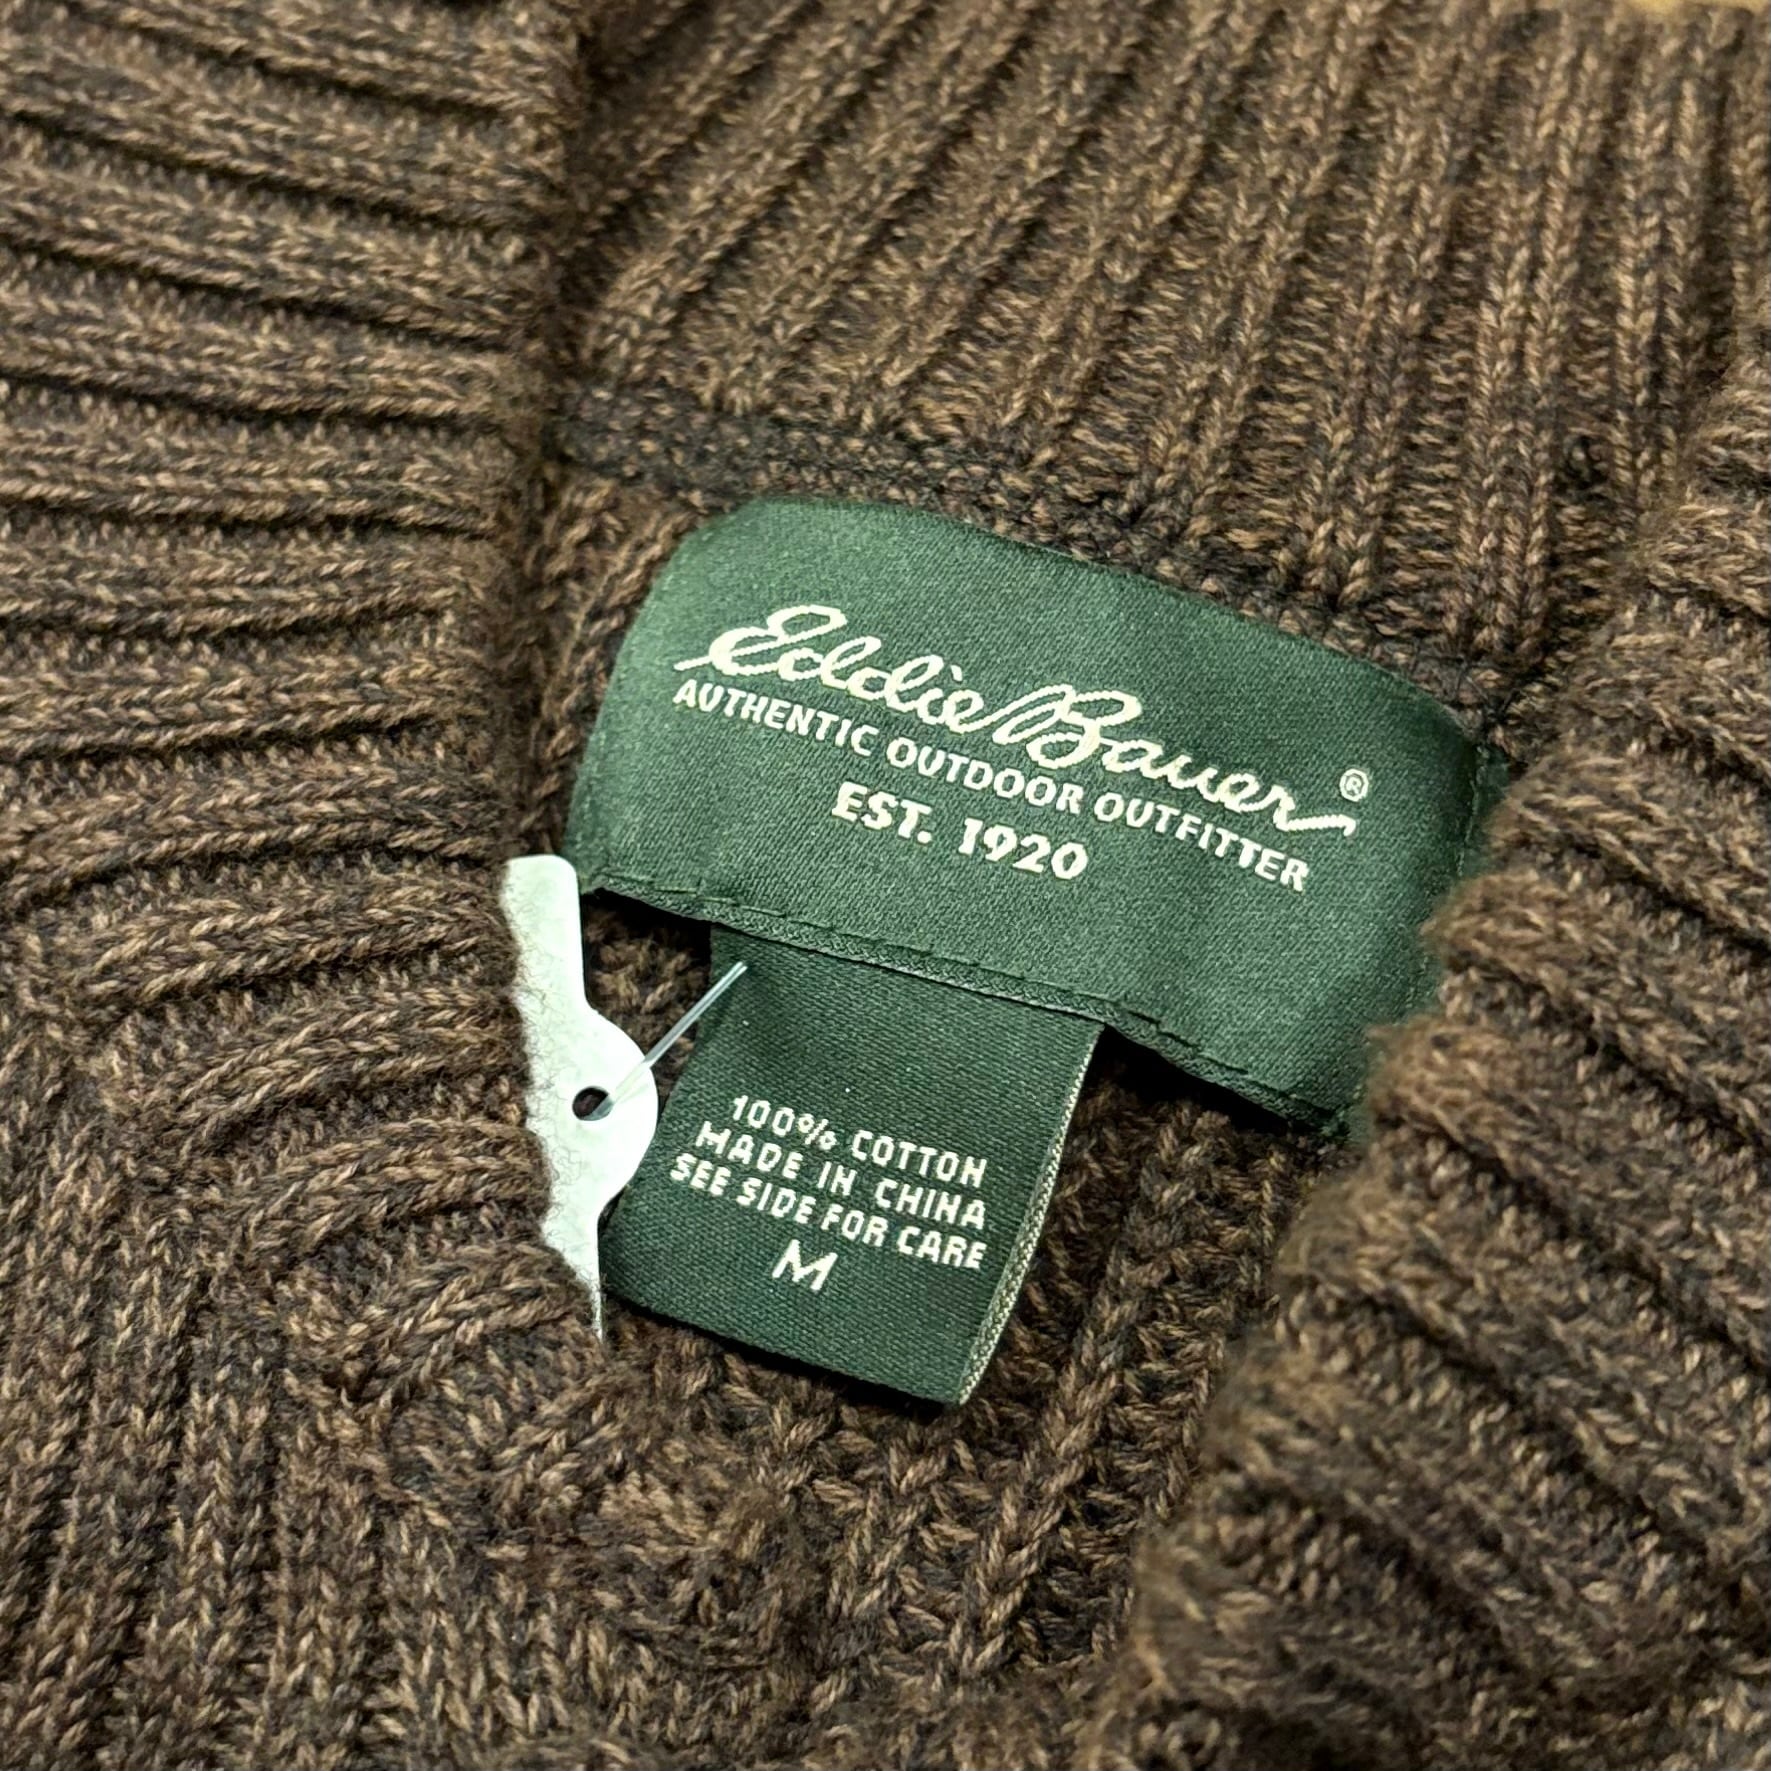 Eddie Bauer®
AUTHENTIC OUTDOOR OUTFITTER
EST. 1920
100% COTTON
MADE IN CHINA
SEE SIDE FOR CARE
M